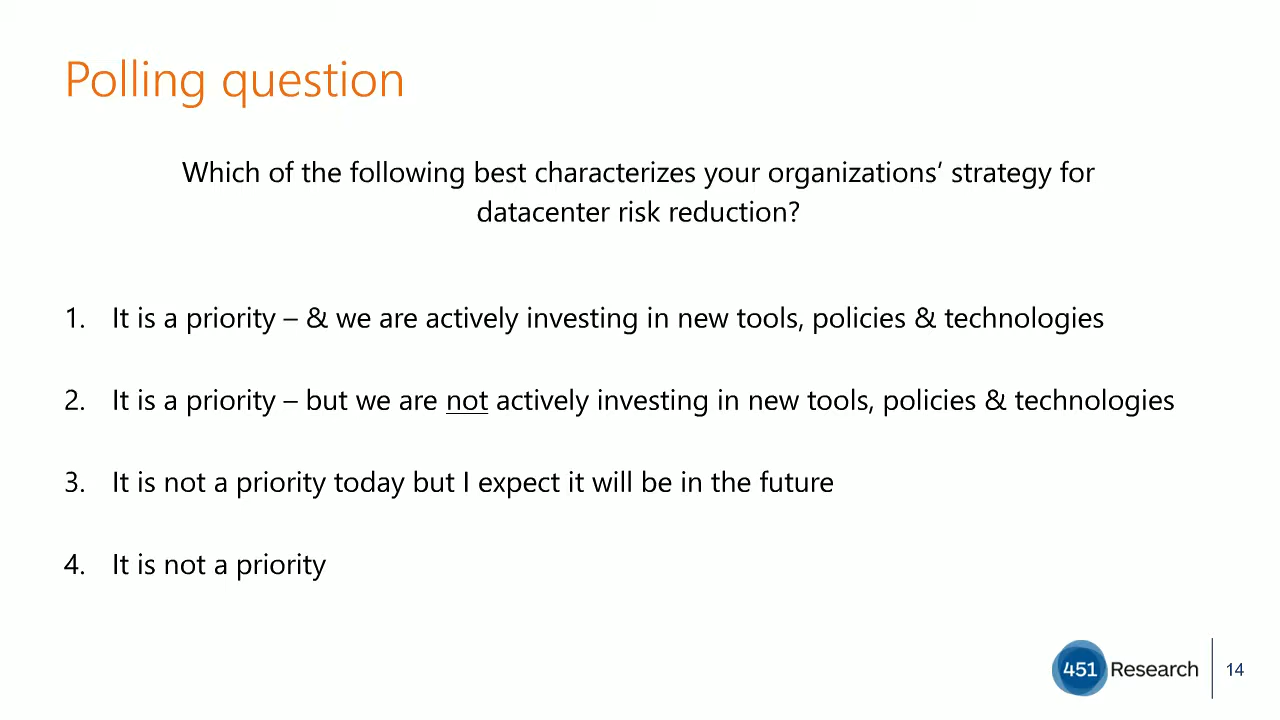 Polling question
Which of the following best characterizes your organizations‘ strategy for
datacenter risk reduction?
1. It is a priority – & we are actively investing in new tools, policies & technologies
2. It is a priority – but we are not actively investing in new tools, policies & technologies
3. It is not a priority today but I expect it will be in the future
4. It is not a priority
451 Research
14